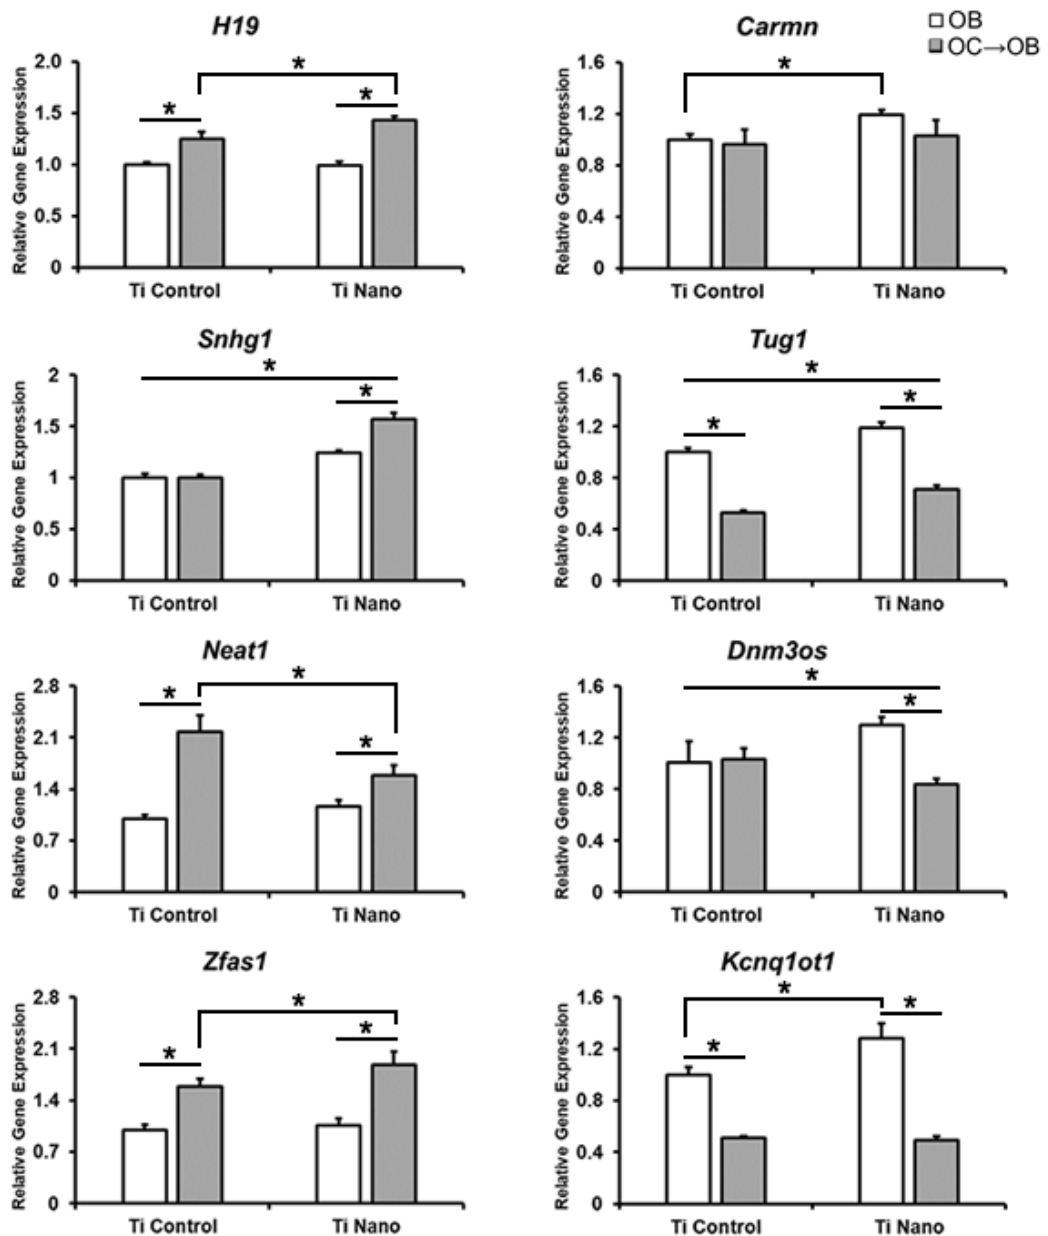 H19
Carmn
OB
OC→OB
Relative Gene Expression
2.0
1.5
1.0
0.5
0
*
*
*
Ti Control
Ti Nano
Relative Gene Expression
1.6
1.2
0.8
0.4
0
*
Ti Control
Ti Nano
Snhg1
Relative Gene Expression
2
1.5
1
0.5
0
*
*
Ti Control
Ti Nano
Tug1
Relative Gene Expression
1.6
1.2
0.8
0.4
0
*
*
*
Ti Control
Ti Nano
Neat1
Relative Gene Expression
2.8
2.1
1.4
0.7
0
*
*
*
Ti Control
Ti Nano
Dnm3os
Relative Gene Expression
1.6
1.2
0.8
0.4
0
*
*
Ti Control
Ti Nano
Zfas1
Relative Gene Expression
2.8
2.1
1.4
0.7
0
*
*
*
Ti Control
Ti Nano
Kcnq1ot1
Relative Gene Expression
1.6
1.2
0.8
0.4
0
*
*
*
Ti Control
Ti Nano